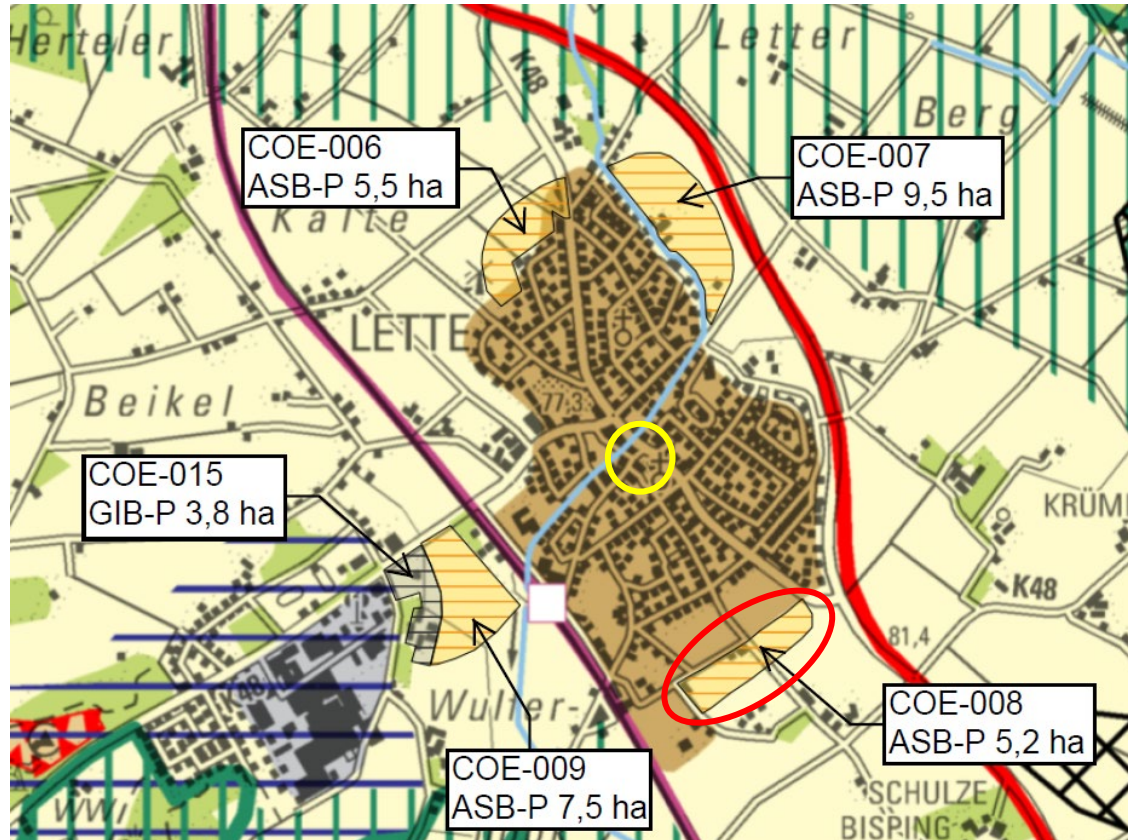 Herteler
K48
Letter
Berg
COE-006
ASB-P 5,5 ha
COE-007
ASB-P 9,5 ha
Kalte
LETTE
77,3
Beikel
COE-015
GIB-P 3,8 ha
KRÜM
K48
81,4
K48
Wulfer-
COE-008
ASB-P 5,2 ha
COE-009
ASB-P 7,5 ha
SCHULZE
BISPING